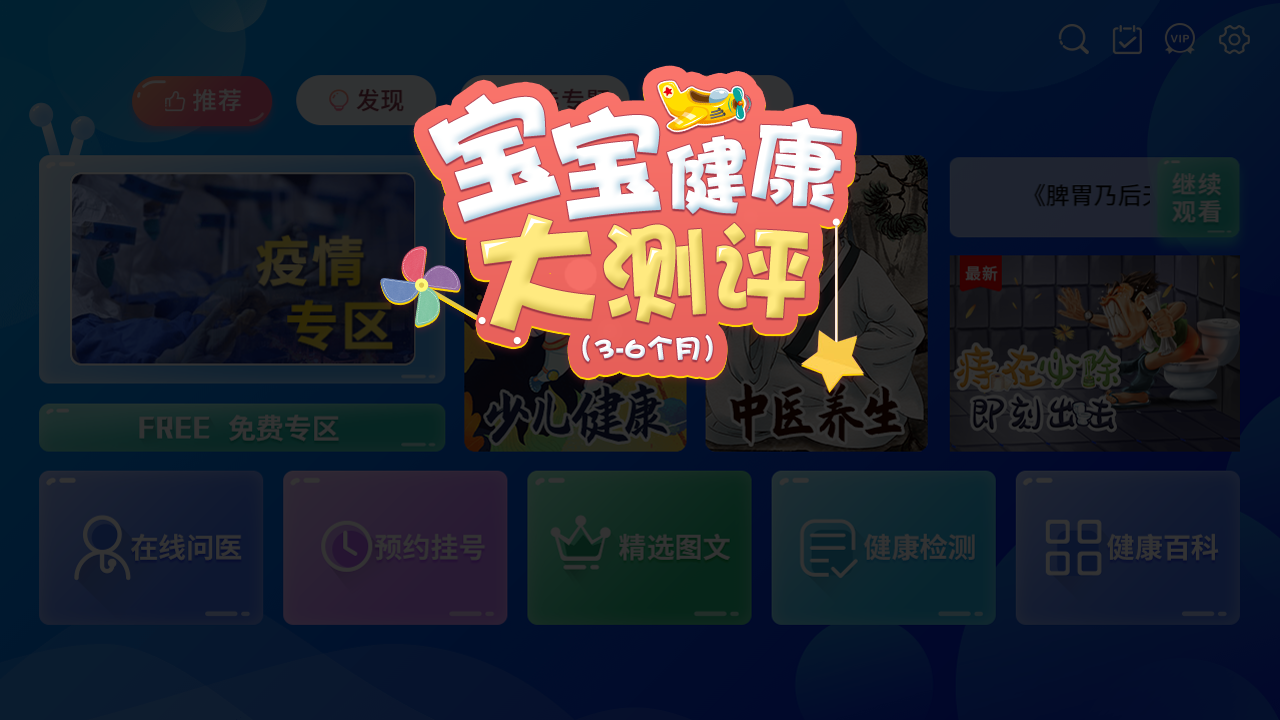 VIP
推荐
发现
专题
宝宝健康
大测评
(3-6个月)
疫情
专区
《脾胃乃后天
继续
观看
最新
痔在必除
即刻出击
少儿健康
中医养生
FREE 免费专区
在线问医
预约挂号
精选图文
健康检测
健康百科